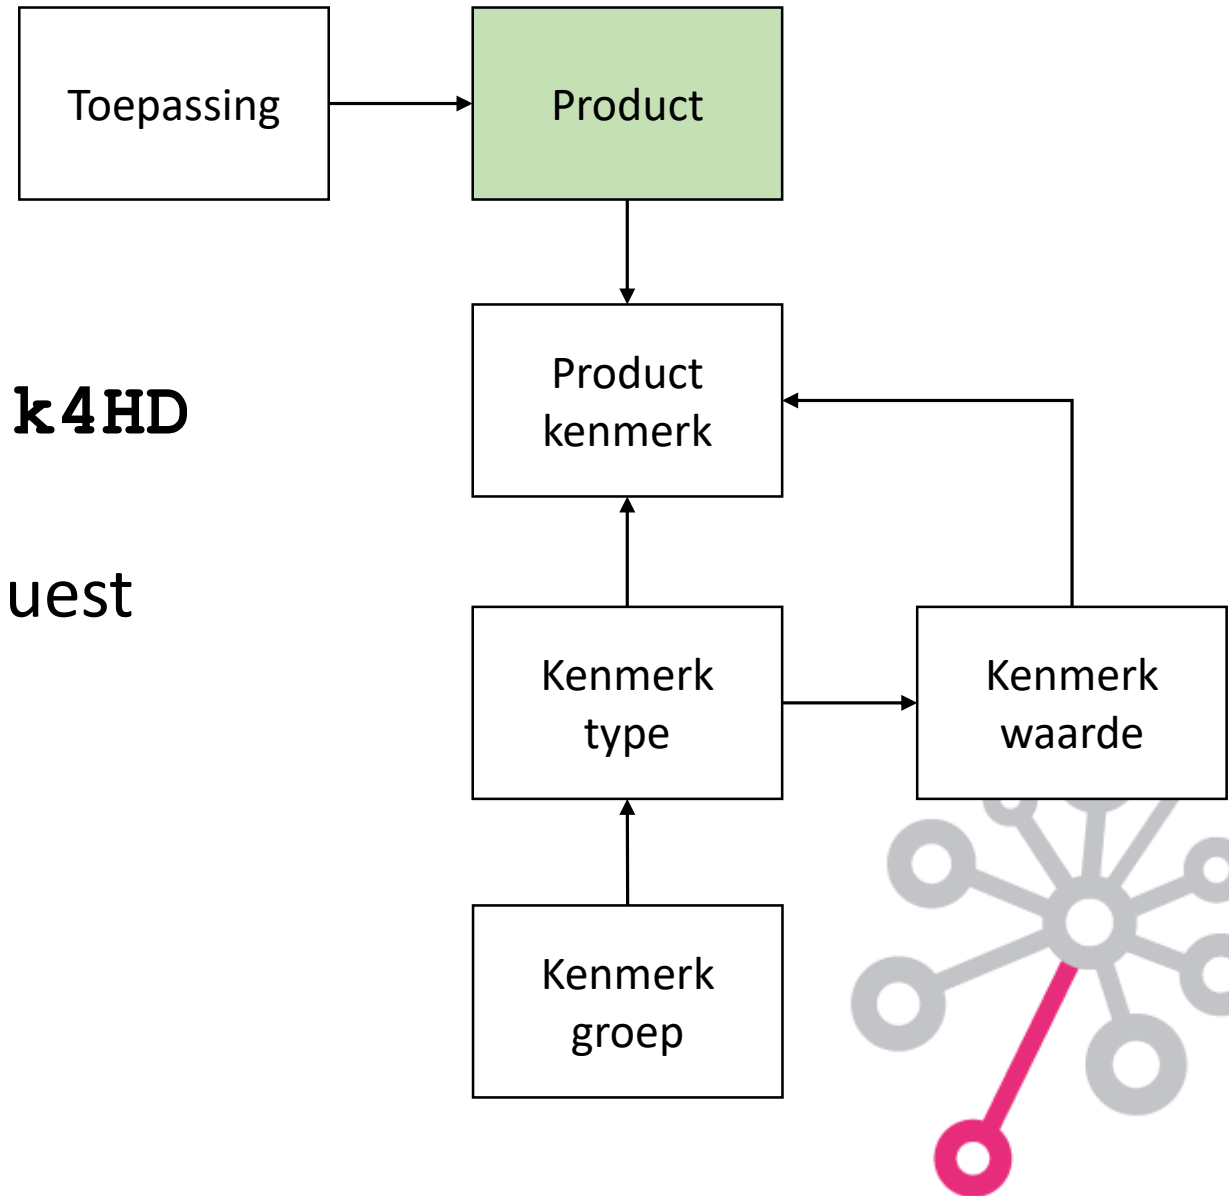 Toepassing
Product
Product
kenmerk
k4HD
uest
Kenmerk
type
Kenmerk
waarde
Kenmerk
groep